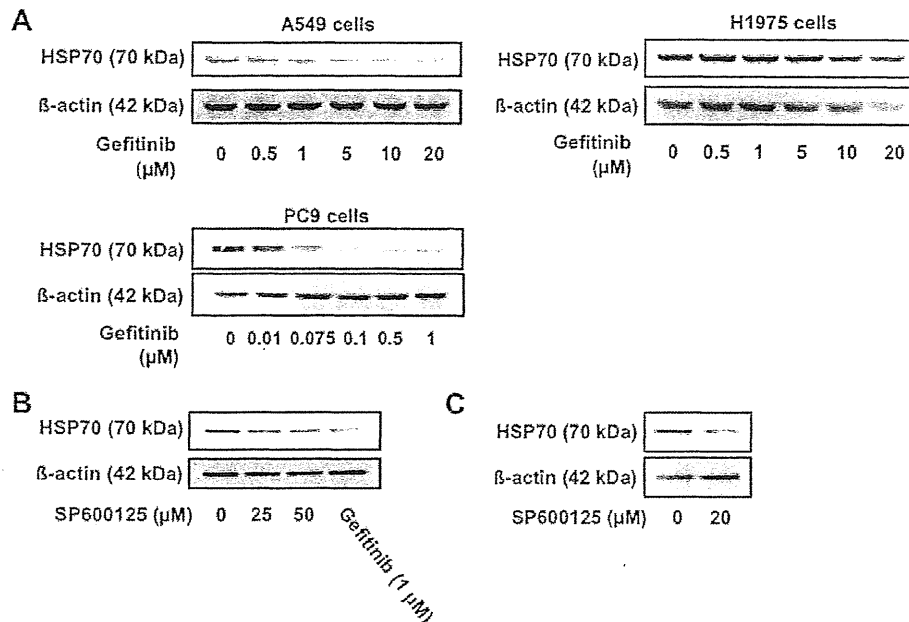 A
A549 cells
HSP70 (70 kDa)
ß-actin (42 kDa)
Gefitinib (µM) 0 0.5 1 5 10 20
H1975 cells
HSP70 (70 kDa)
ß-actin (42 kDa)
Gefitinib (µM) 0 0.5 1 5 10 20
PC9 cells
HSP70 (70 kDa)
ß-actin (42 kDa)
Gefitinib (µM) 0 0.01 0.075 0.1 0.5 1
B
HSP70 (70 kDa)
ß-actin (42 kDa)
SP600125 (µM) 0 25 50 Gefitinib (1 µM)
C
HSP70 (70 kDa)
ß-actin (42 kDa)
SP600125 (µM) 0 20